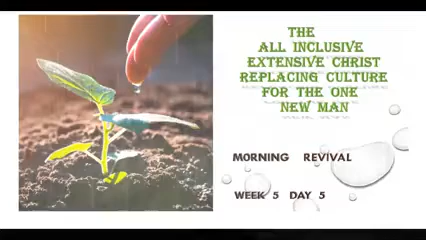 THE
ALL INCLUSIVE
EXTENSIVE CHRIST
REPLACING CULTURE
FOR THE ONE
NEW MAN
MORNING REVIVAL
WEEK 5 DAY 5